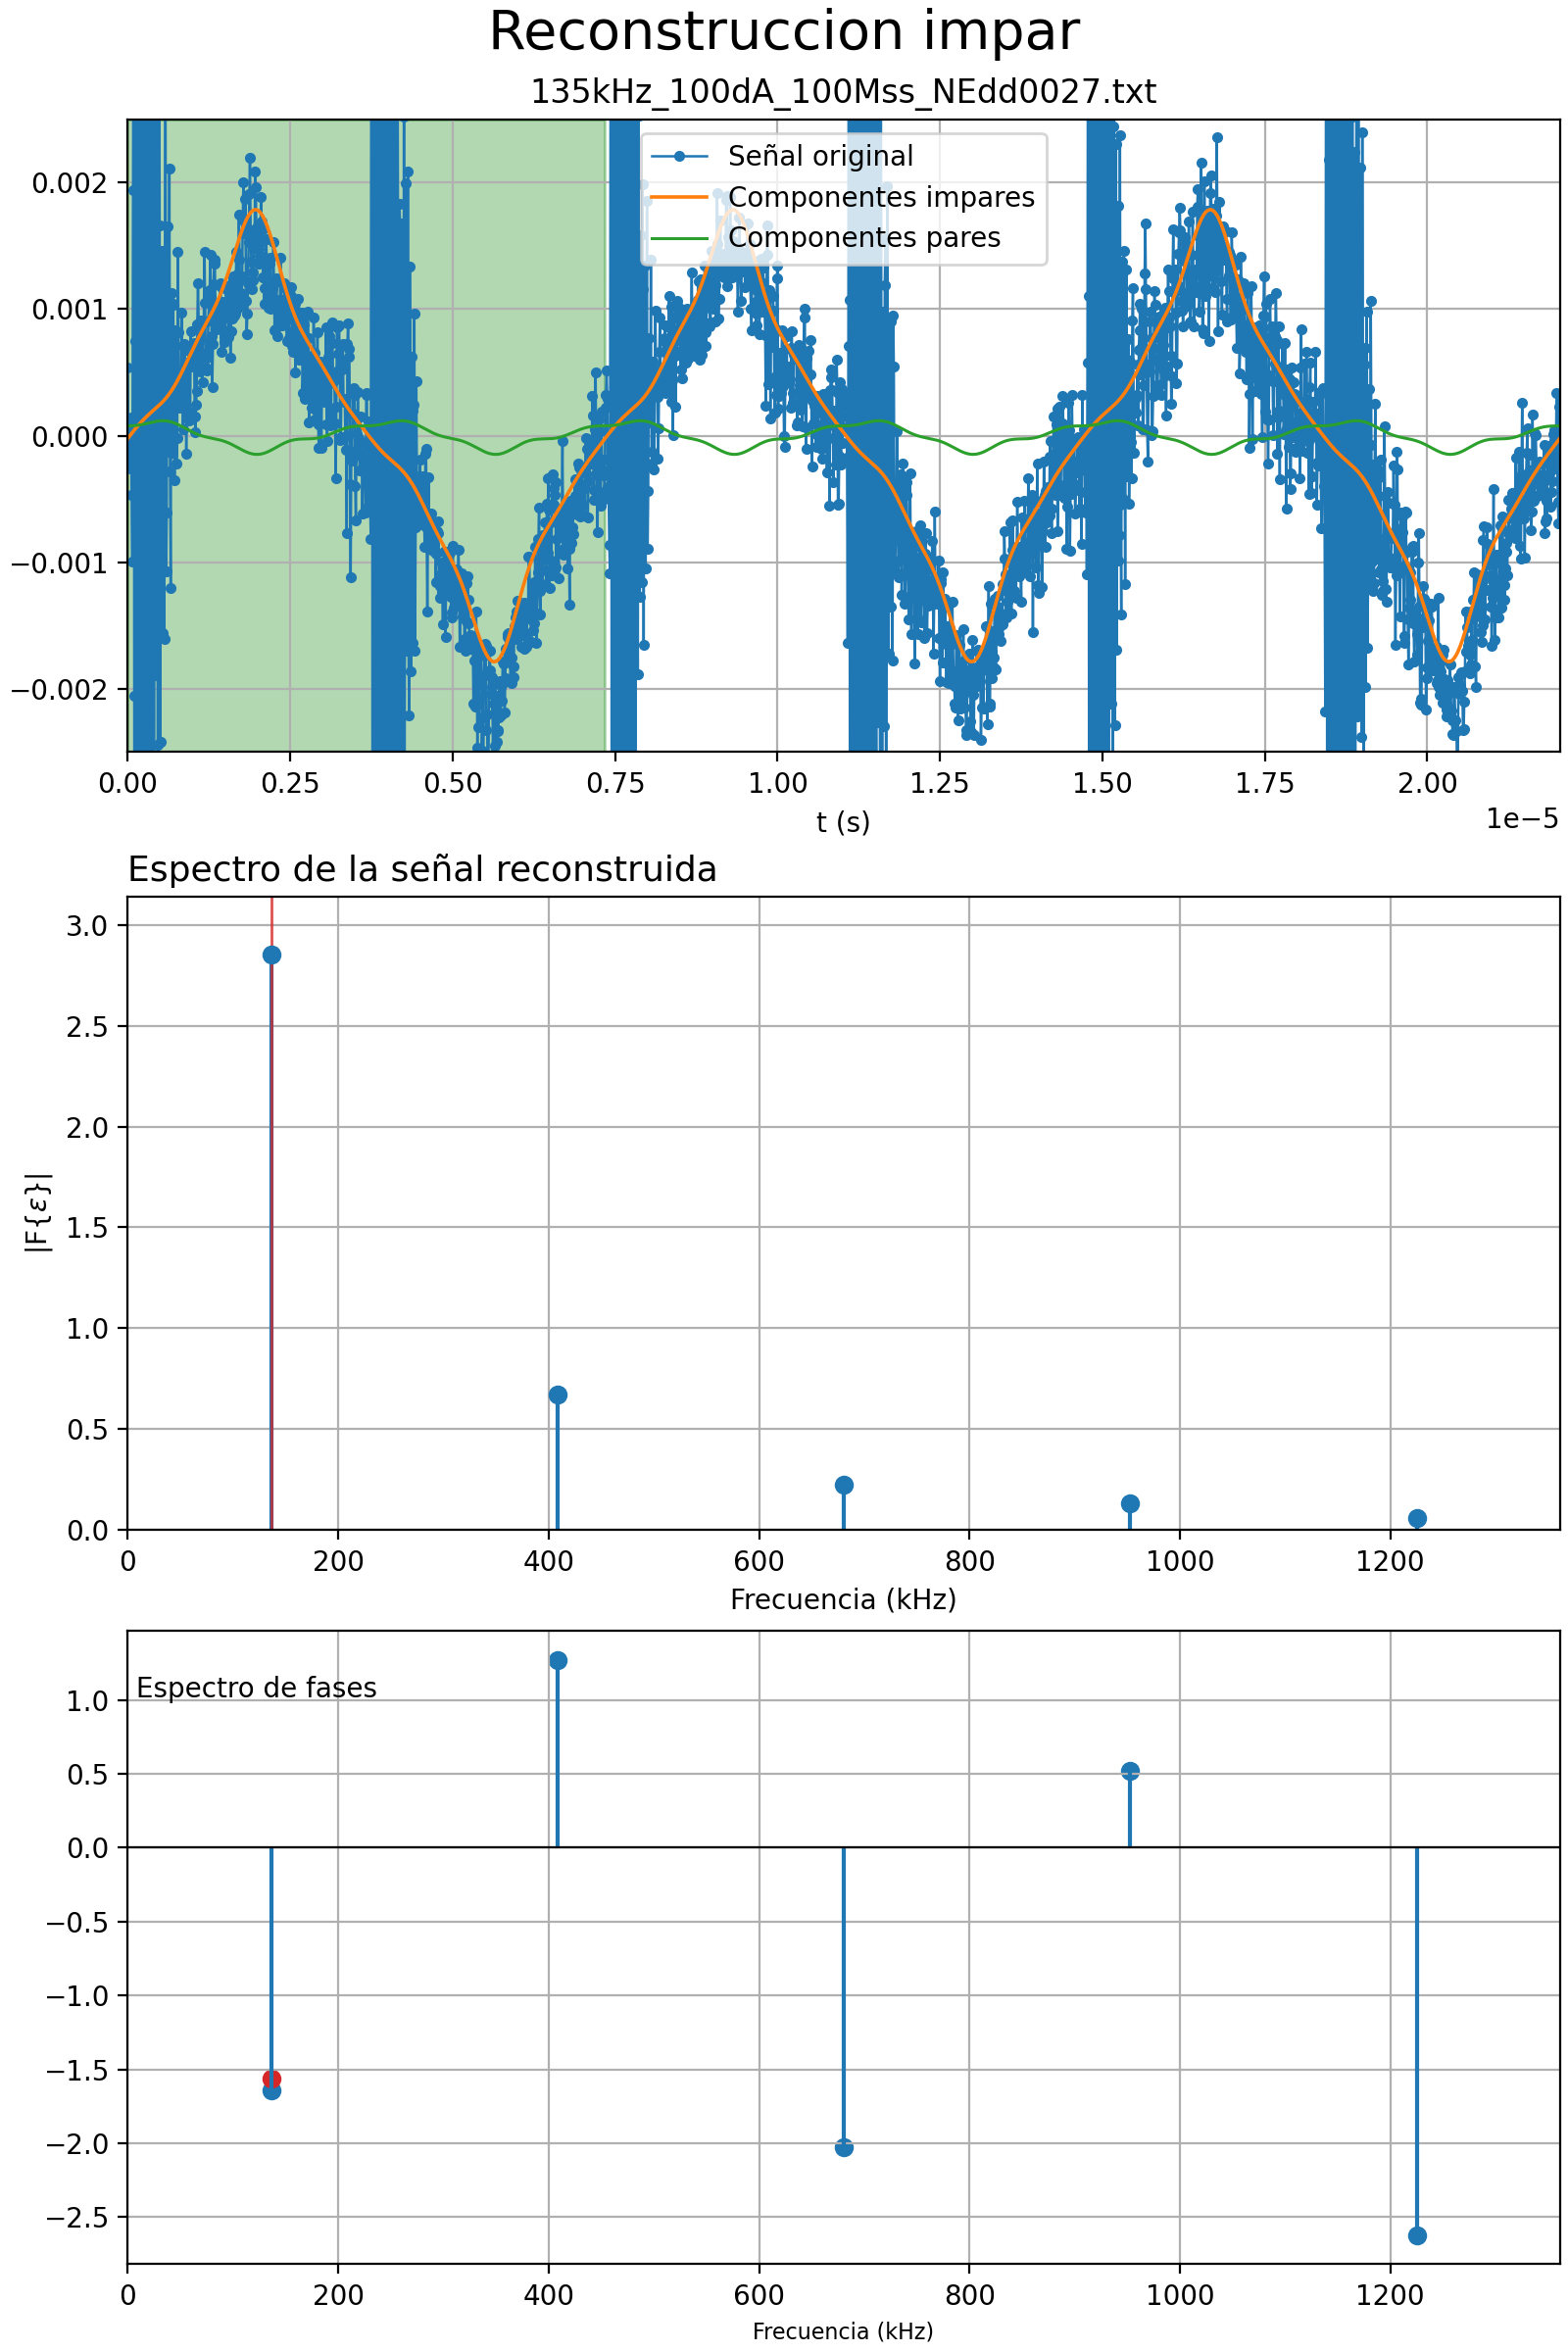 Reconstruccion impar
135kHz_100dA_100Mss_NEdd0027.txt
Señal original
Componentes impares
Componentes pares
0.002
0.001
0.000
−0.001
−0.002
0.00 0.25 0.50 0.75 1.00 1.25 1.50 1.75 2.00
1e−5
t (s)
Espectro de la señal reconstruida
3.0
2.5
2.0
1.5
1.0
0.5
0.0
|F{ε}|
0 200 400 600 800 1000 1200
Frecuencia (kHz)
Espectro de fases
1.0
0.5
0.0
−0.5
−1.0
−1.5
−2.0
−2.5
0 200 400 600 800 1000 1200
Frecuencia (kHz)